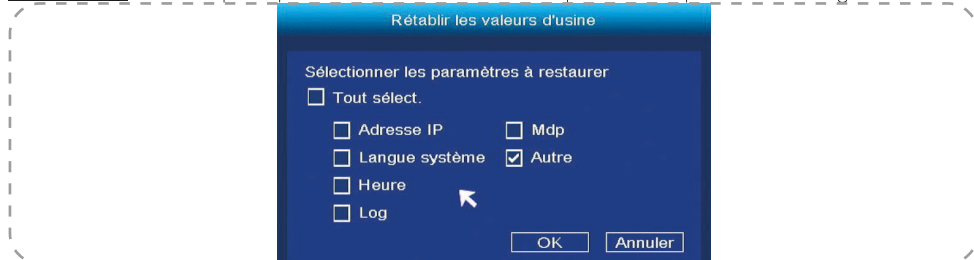 Rétablir les valeurs d'usine
Sélectionner les paramètres à restaurer
Tout sélect.
Adresse IP Mdp
Langue système Autre
Heure
Log
OK Annuler